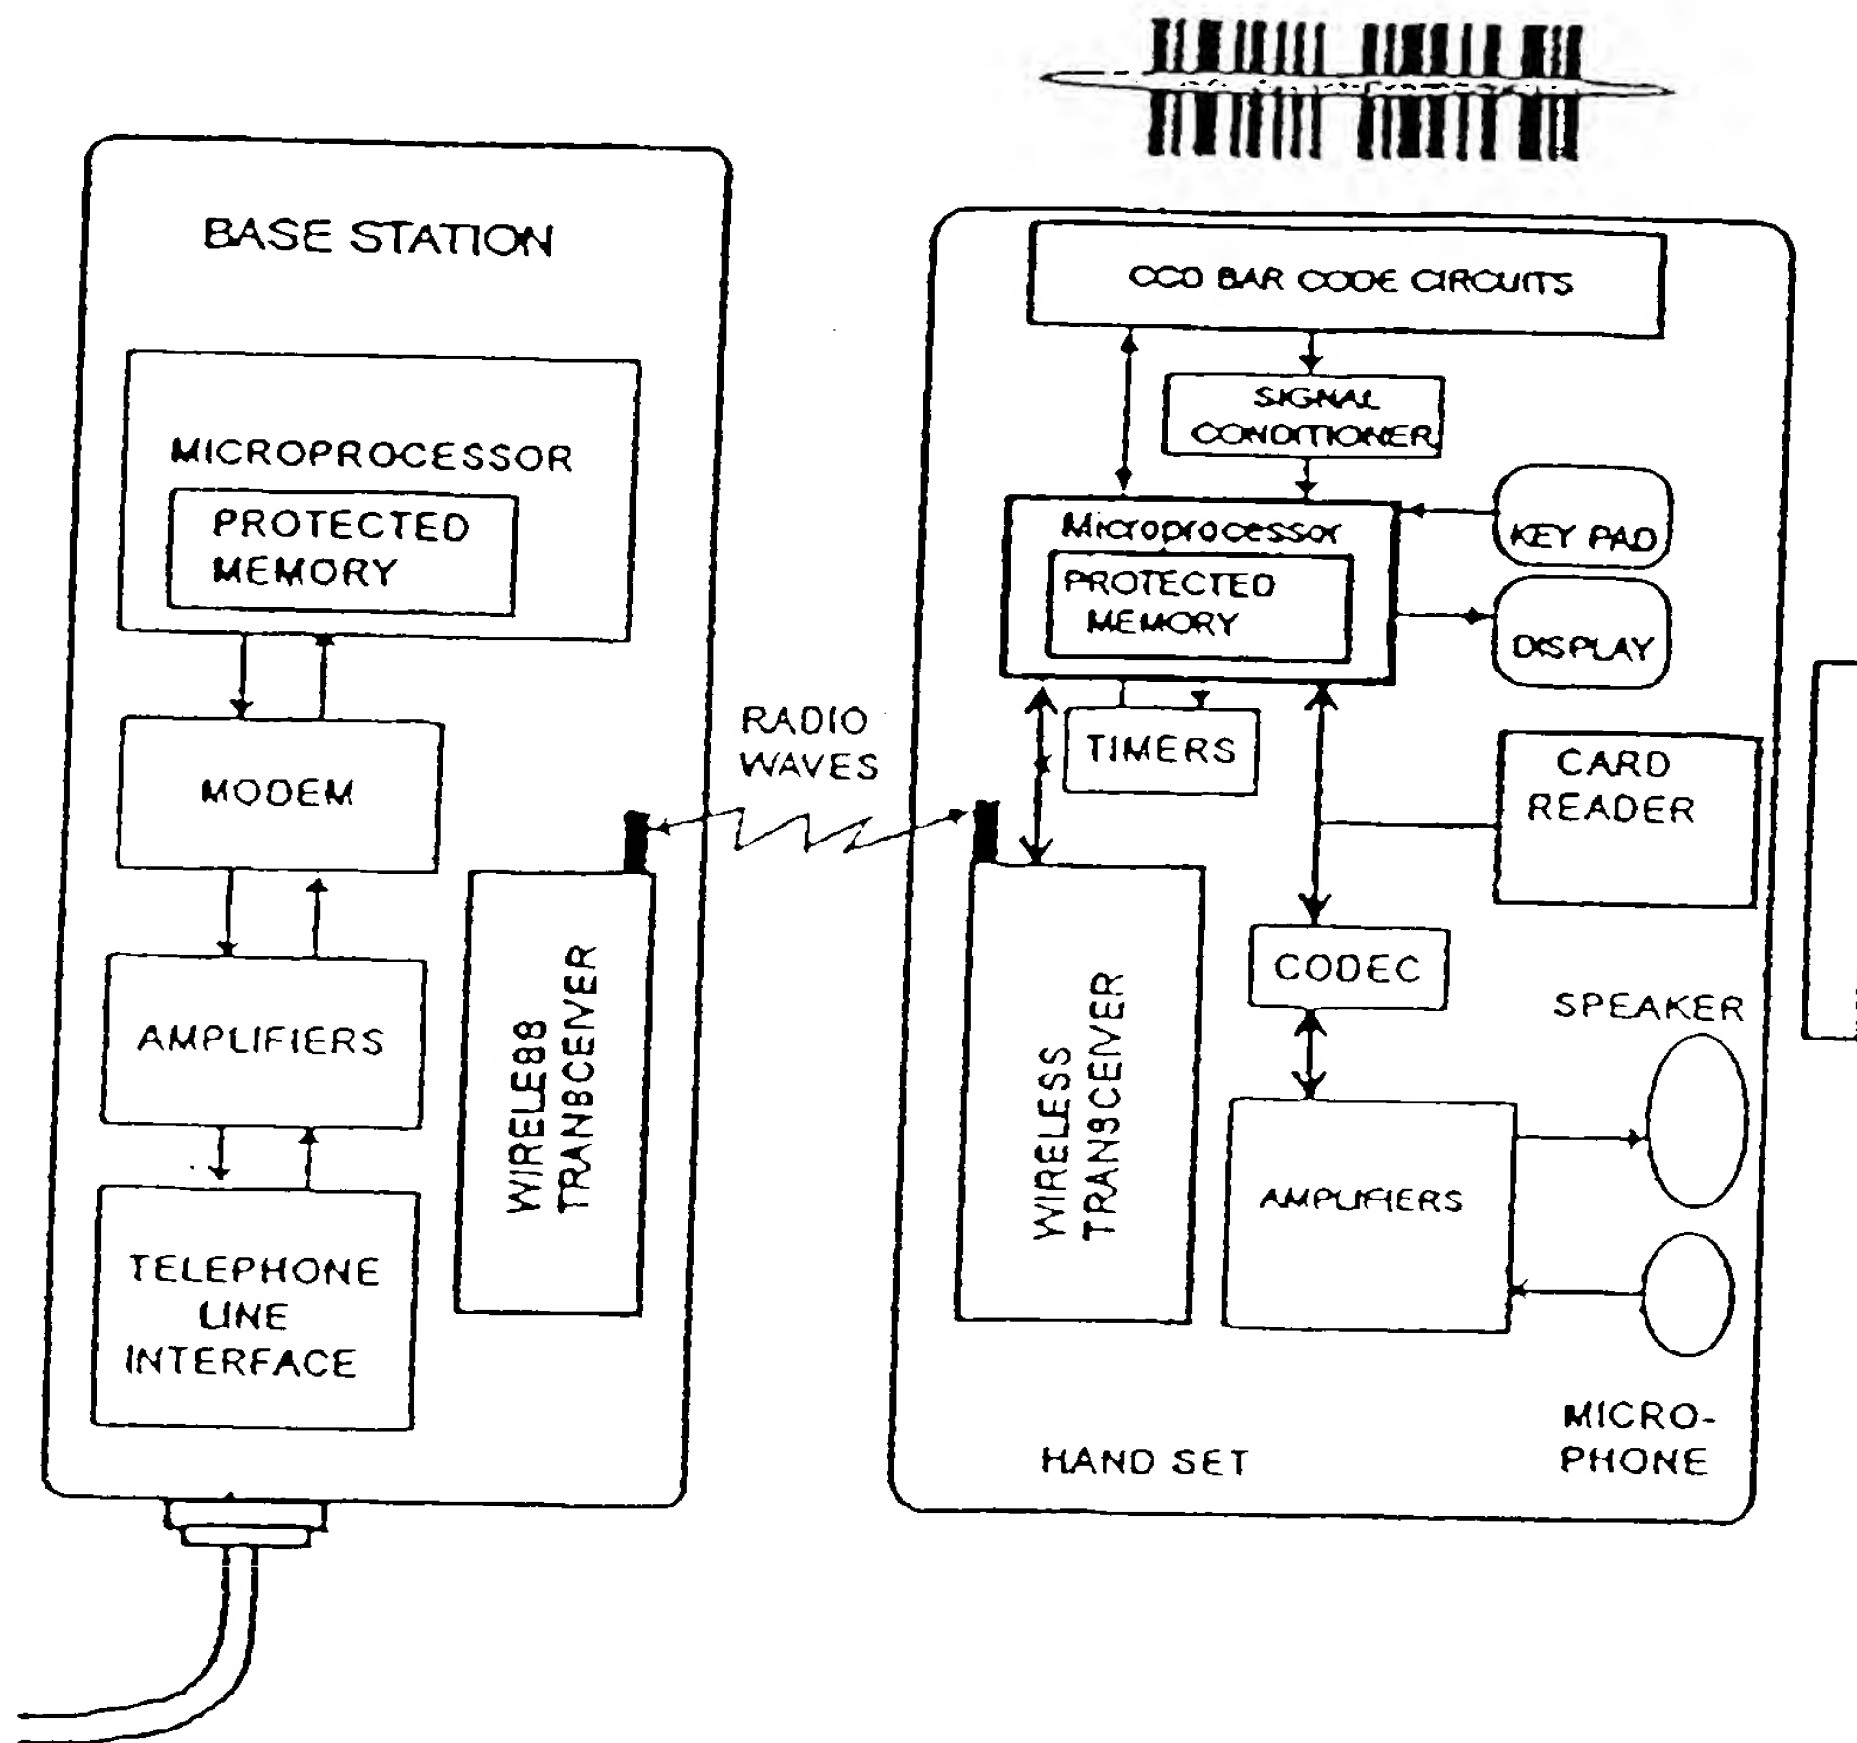 BASE STATION
MICROPROCESSOR
PROTECTED
MEMORY
MODEM
AMPLIFIERS
TELEPHONE
LINE
INTERFACE
WIRELESS
TRANSCEIVER
RADIO
WAVES
CCD BAR CODE CIRCUITS
SIGNAL
CONDITIONER
Microprocessor
PROTECTED
MEMORY
KEY PAD
DISPLAY
TIMERS
CARD
READER
CODEC
SPEAKER
WIRELESS
TRANSCEIVER
AMPLIFIERS
MICRO-
PHONE
HAND SET